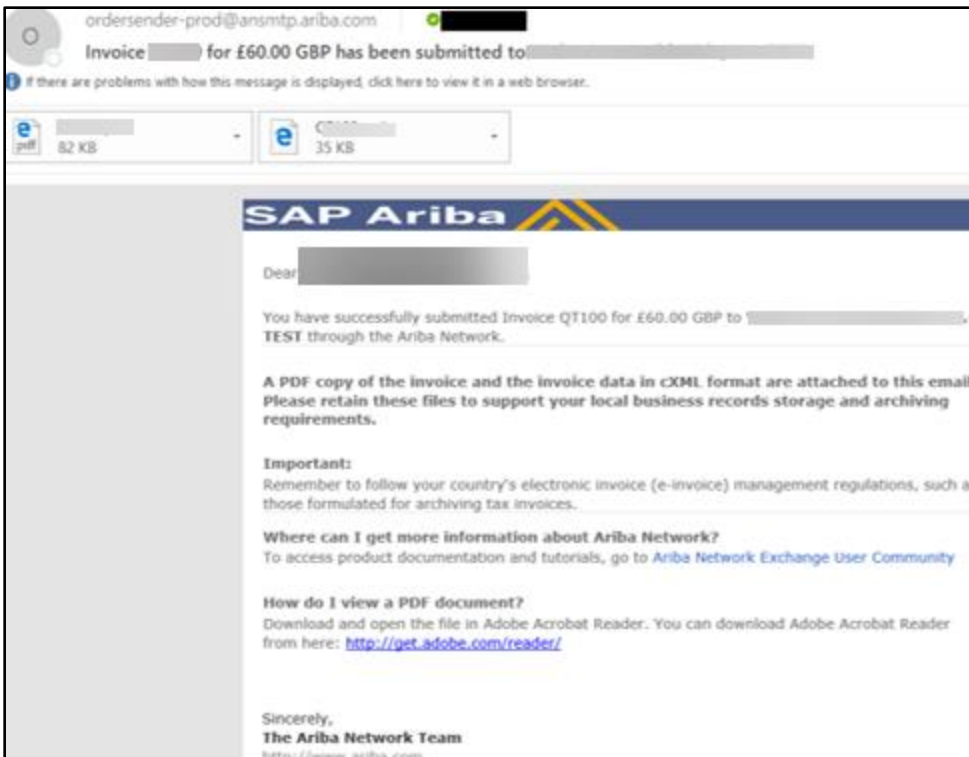 O
ordersender-prod@ansmtp.ariba.com
Invoice for £60.00 GBP has been submitted to
If there are problems with how this message is displayed, click here to view it in a web browser.
pdf
82 KB
35 KB
SAP Ariba
Dear
You have successfully submitted Invoice QT100 for £60.00 GBP to
TEST through the Ariba Network.
A PDF copy of the invoice and the invoice data in cXML format are attached to this email
Please retain these files to support your local business records storage and archiving
requirements.
Important:
Remember to follow your country's electronic invoice (e-invoice) management regulations, such a
those formulated for archiving tax invoices.
Where can I get more information about Ariba Network?
To access product documentation and tutorials, go to Ariba Network Exchange User Community
How do I view a PDF document?
Download and open the file in Adobe Acrobat Reader. You can download Adobe Acrobat Reader
from here: http://get.adobe.com/reader/
Sincerely,
The Ariba Network Team
http://www.ariba.com